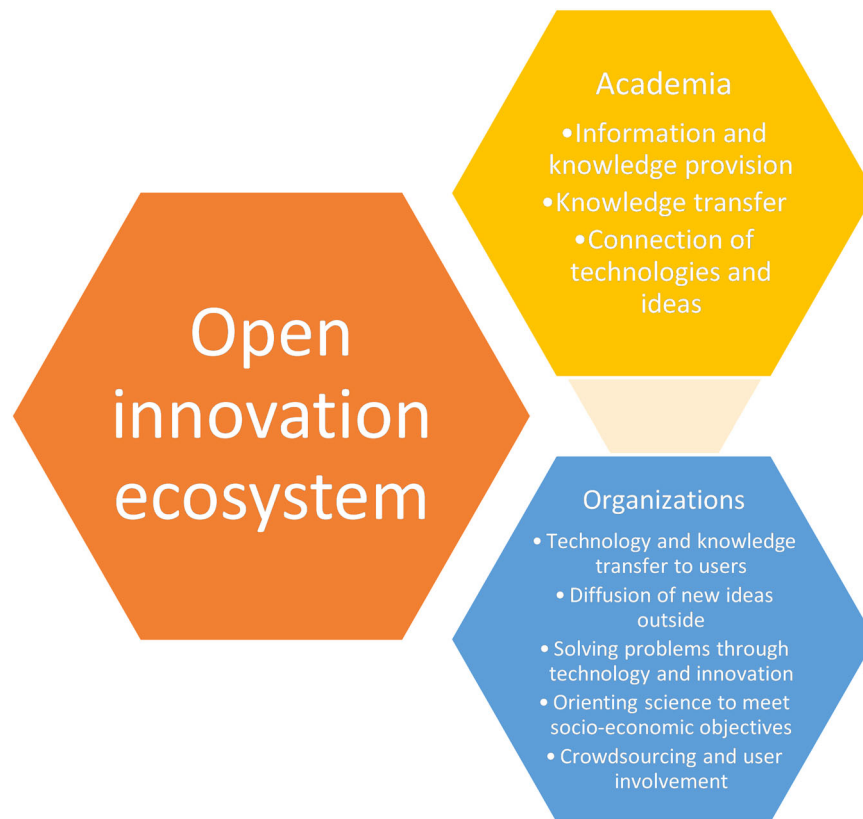 Open
innovation
ecosystem
Academia
•Information and
knowledge provision
•Knowledge transfer
•Connection of
technologies and
ideas
Organizations
• Technology and knowledge
transfer to users
• Diffusion of new ideas
outside
• Solving problems through
technology and innovation
• Orienting science to meet
socio-economic objectives
• Crowdsourcing and user
involvement